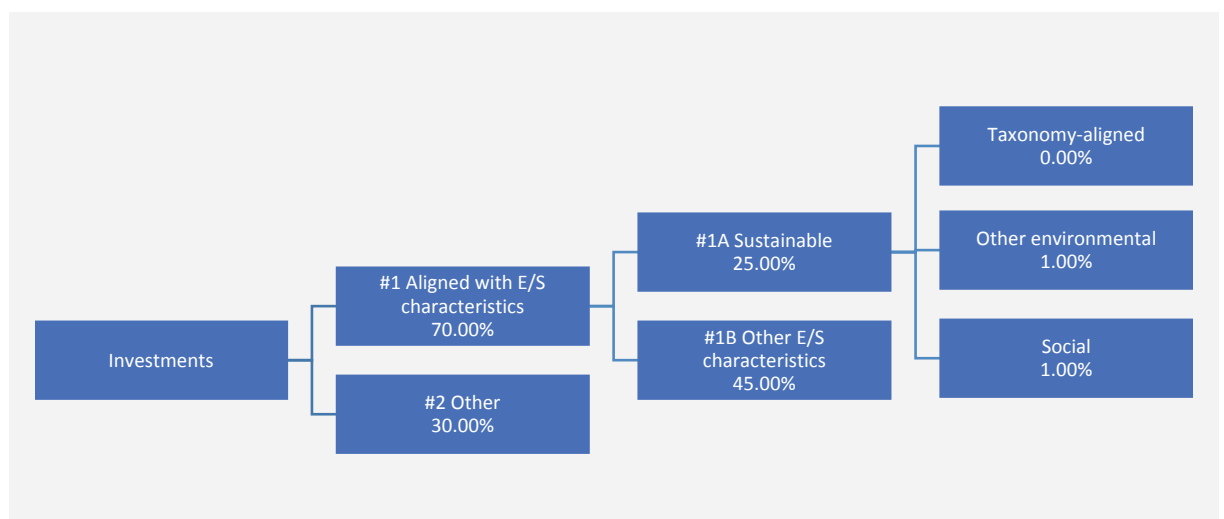 Investments
#1 Aligned with E/S
characteristics
70.00%
#2 Other
30.00%
#1A Sustainable
25.00%
#1B Other E/S
characteristics
45.00%
Taxonomy-aligned
0.00%
Other environmental
1.00%
Social
1.00%